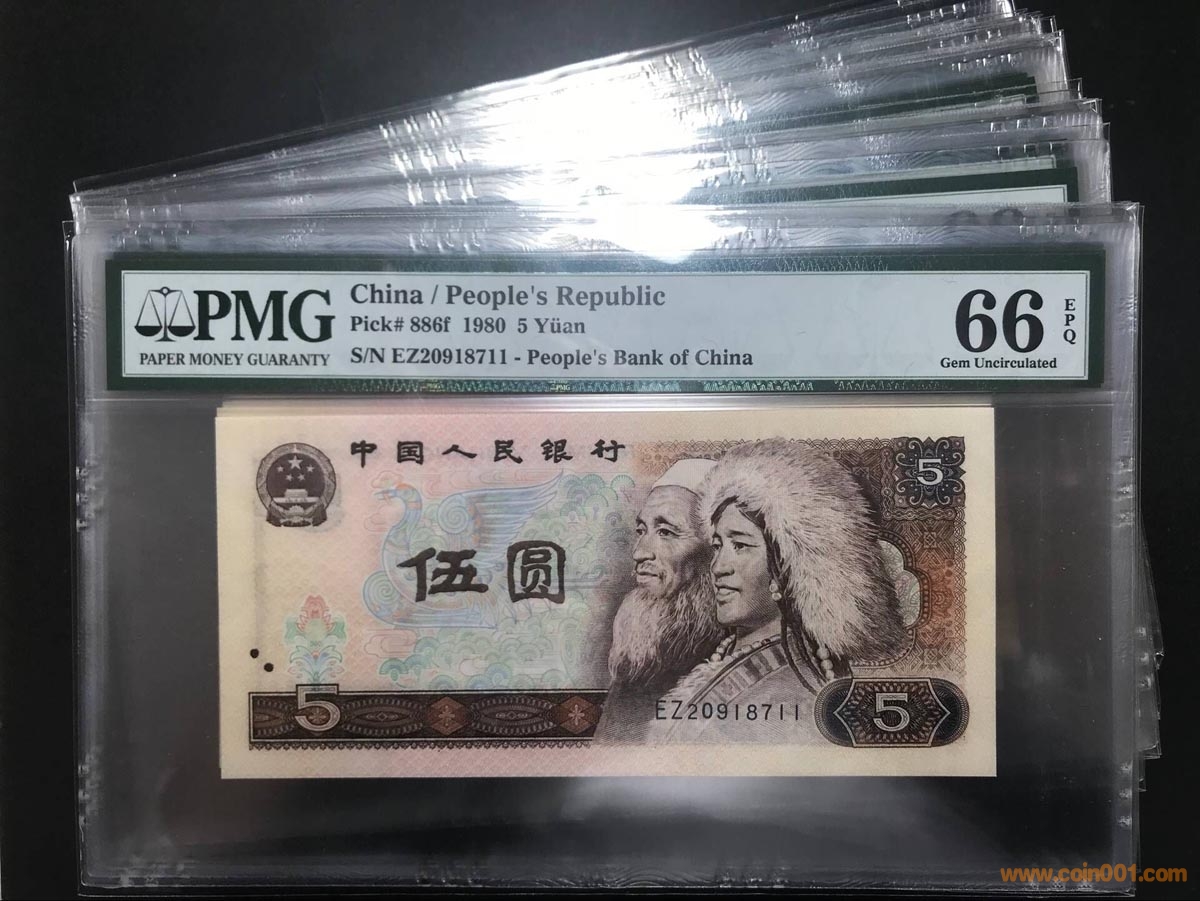 PMG
PAPER MONEY GUARANTY
China / People's Republic
Pick# 886f 1980 5 Yüan
S/N EZ20918711 - People's Bank of China
66
EPQ
Gem Uncirculated
中国人民银行
5
伍圆
5
EZ20918711
5
www.coin001.com